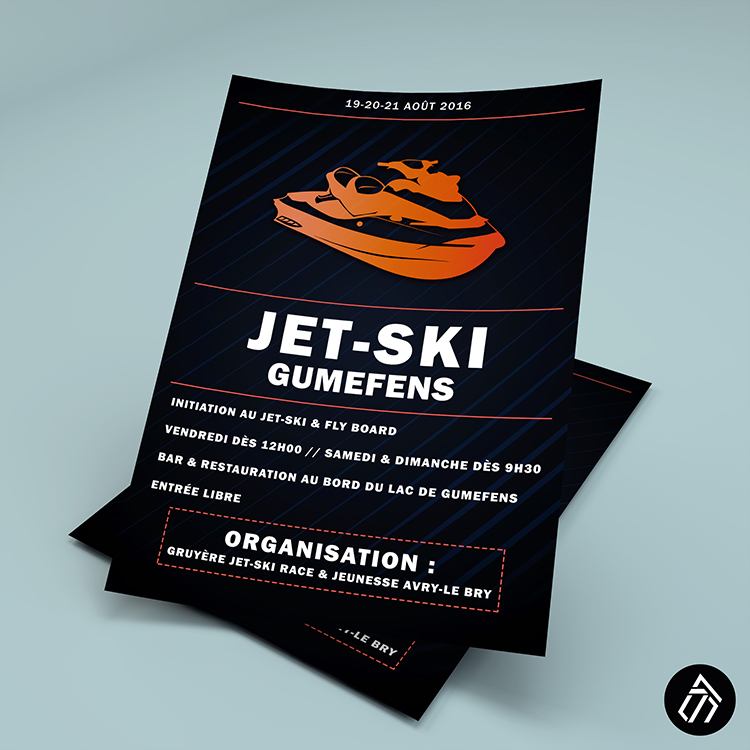 19-20-21 AOÛT 2016
JET-SKI
GUMEFENS
INITIATION AU JET-SKI & FLY BOARD
VENDREDI DÈS 12H00 // SAMEDI & DIMANCHE DÈS 9H30
BAR & RESTAURATION AU BORD DU LAC DE GUMEFENS
ENTRÉE LIBRE
ORGANISATION :
GRUYÈRE JET-SKI RACE & JEUNESSE AVRY-LE BRY
-LE BRY